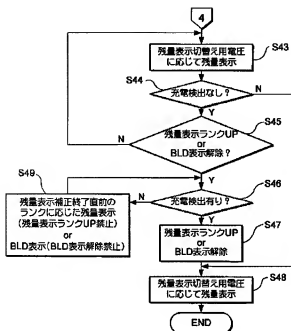 4
S43
残量表示切替え用電圧
に応じて残量表示
S44
充電検出なし？
N
Y
S45
残量表示ランクUP
or
BLD表示解除？
N
Y
S49
残量表示補正終了直前の
ランクに応じた残量表示
(残量表示ランクUP禁止)
or
BLD表示(BLD表示解除禁止)
S46
充電検出有り？
N
Y
S47
残量表示ランクUP
or
BLD表示解除
S48
残量表示切替え用電圧
に応じて残量表示
END